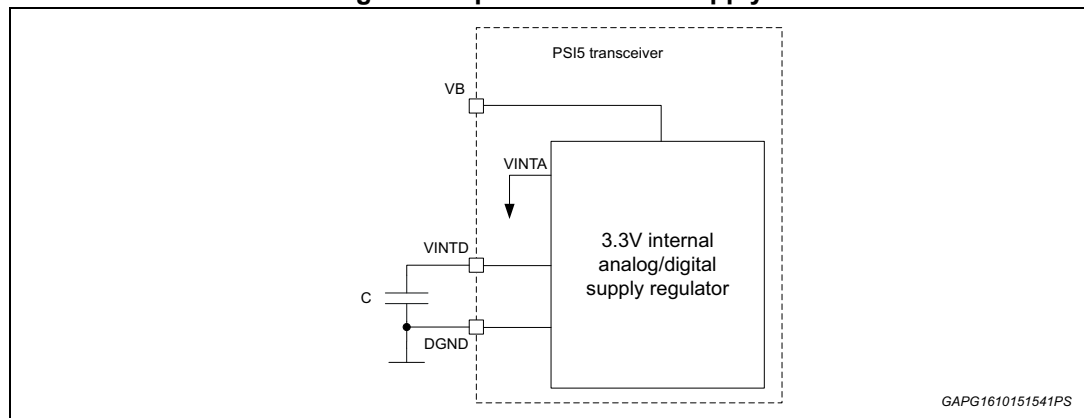 PSI5 transceiver
VB
VINTA
VINTD
3.3V internal
analog/digital
supply regulator
C
DGND
GAPG1610151541PS